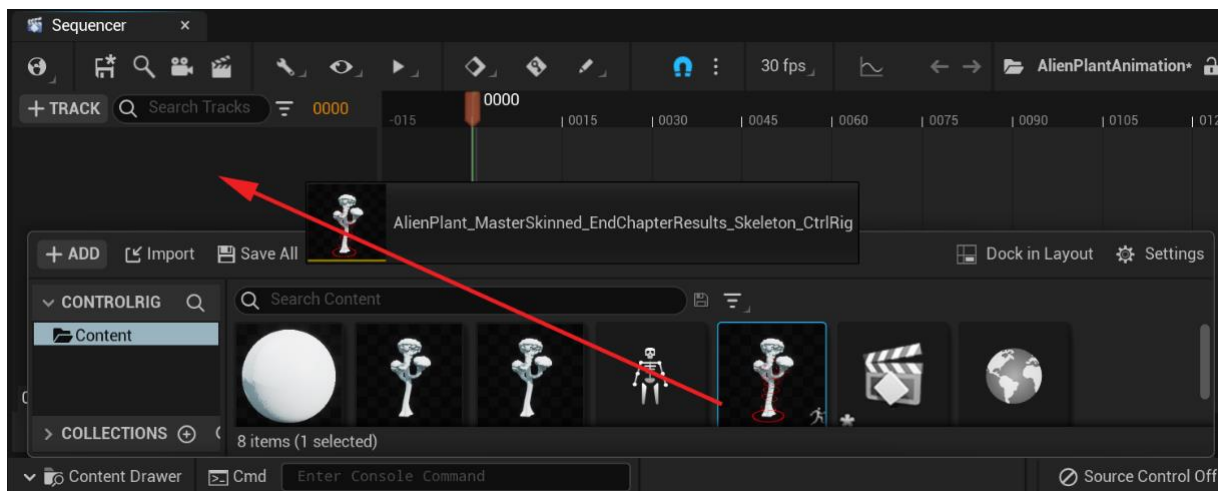 Sequencer ×
30 fps AlienPlantAnimation*
+ TRACK Search Tracks 0000 0000
-015 0015 0030 0045 0060 0075 0090 0105 012
AlienPlant_MasterSkinned_EndChapterResults_Skeleton_CtrlRig
+ ADD Import Save All Dock in Layout Settings
CONTROLRIG Search Content
Content
COLLECTIONS 8 items (1 selected)
Content Drawer Cmd Enter Console Command Source Control Off